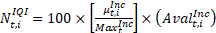 N_{t,i}^{IQI} = 100 × [μ_{t,i}^{Inc} / Max_{t}^{Inc}] × (Aval_{t,i}^{Inc})